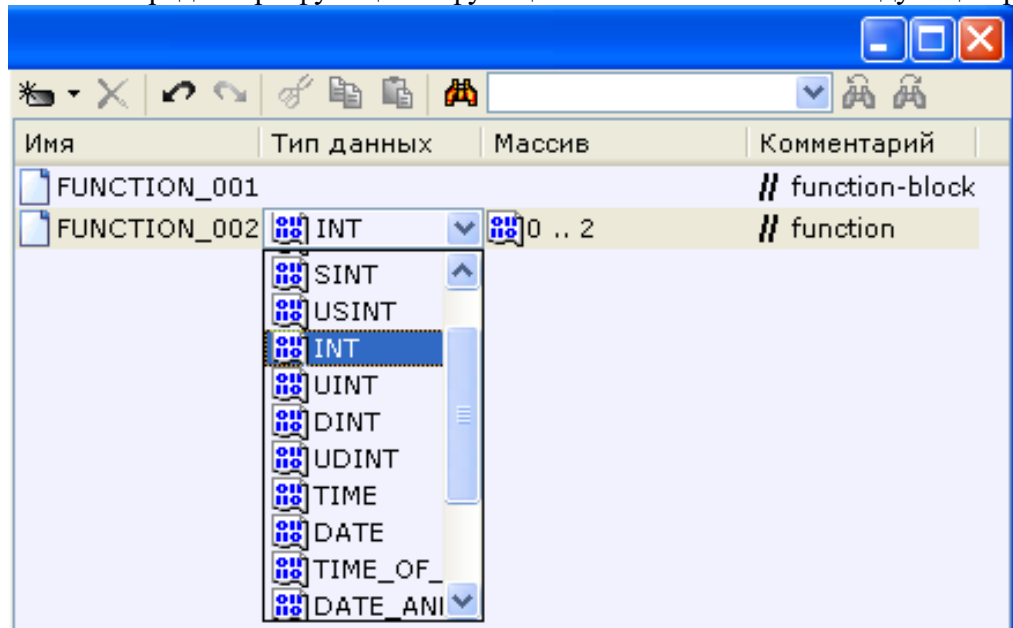 Имя Тип данных Массив Комментарий
FUNCTION_001 // function-block
FUNCTION_002 INT 0 .. 2 // function
SINT
USINT
INT
UINT
DINT
UDINT
TIME
DATE
TIME_OF_
DATE_AN